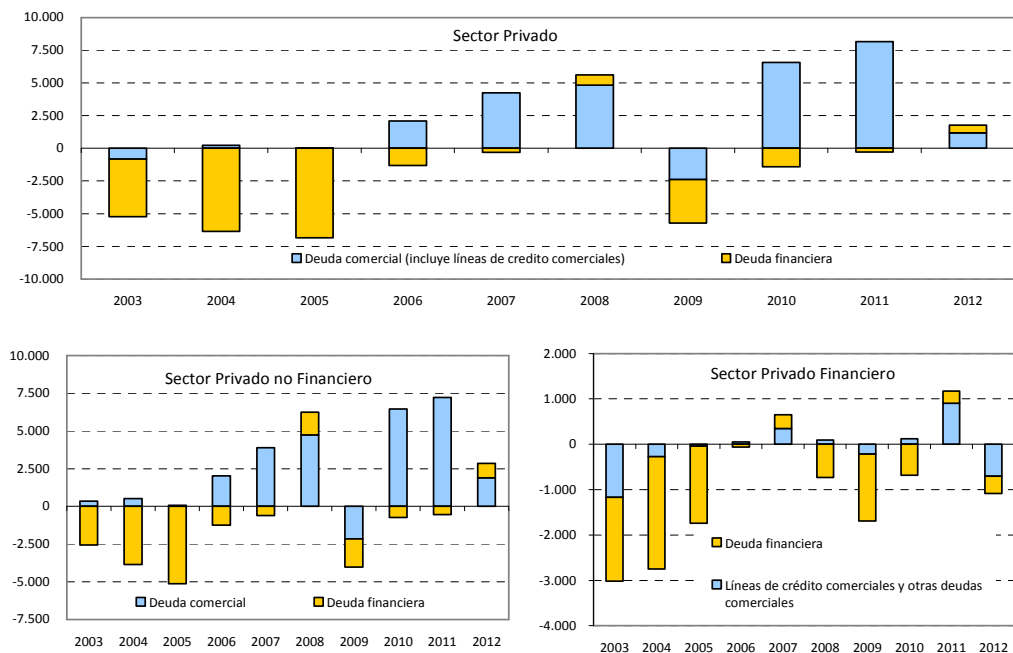 Sector Privado
10.000
7.500
5.000
2.500
0
-2.500
-5.000
-7.500
-10.000
Deuda comercial (incluye líneas de credito comerciales)
Deuda financiera
2003 2004 2005 2006 2007 2008 2009 2010 2011 2012
Sector Privado no Financiero
10.000
7.500
5.000
2.500
0
-2.500
-5.000
-7.500
Deuda comercial
Deuda financiera
2003 2004 2005 2006 2007 2008 2009 2010 2011 2012
Sector Privado Financiero
2.000
1.000
0
-1.000
-2.000
-3.000
-4.000
Deuda financiera
Líneas de crédito comerciales y otras deudas
comerciales
2003 2004 2005 2006 2007 2008 2009 2010 2011 2012